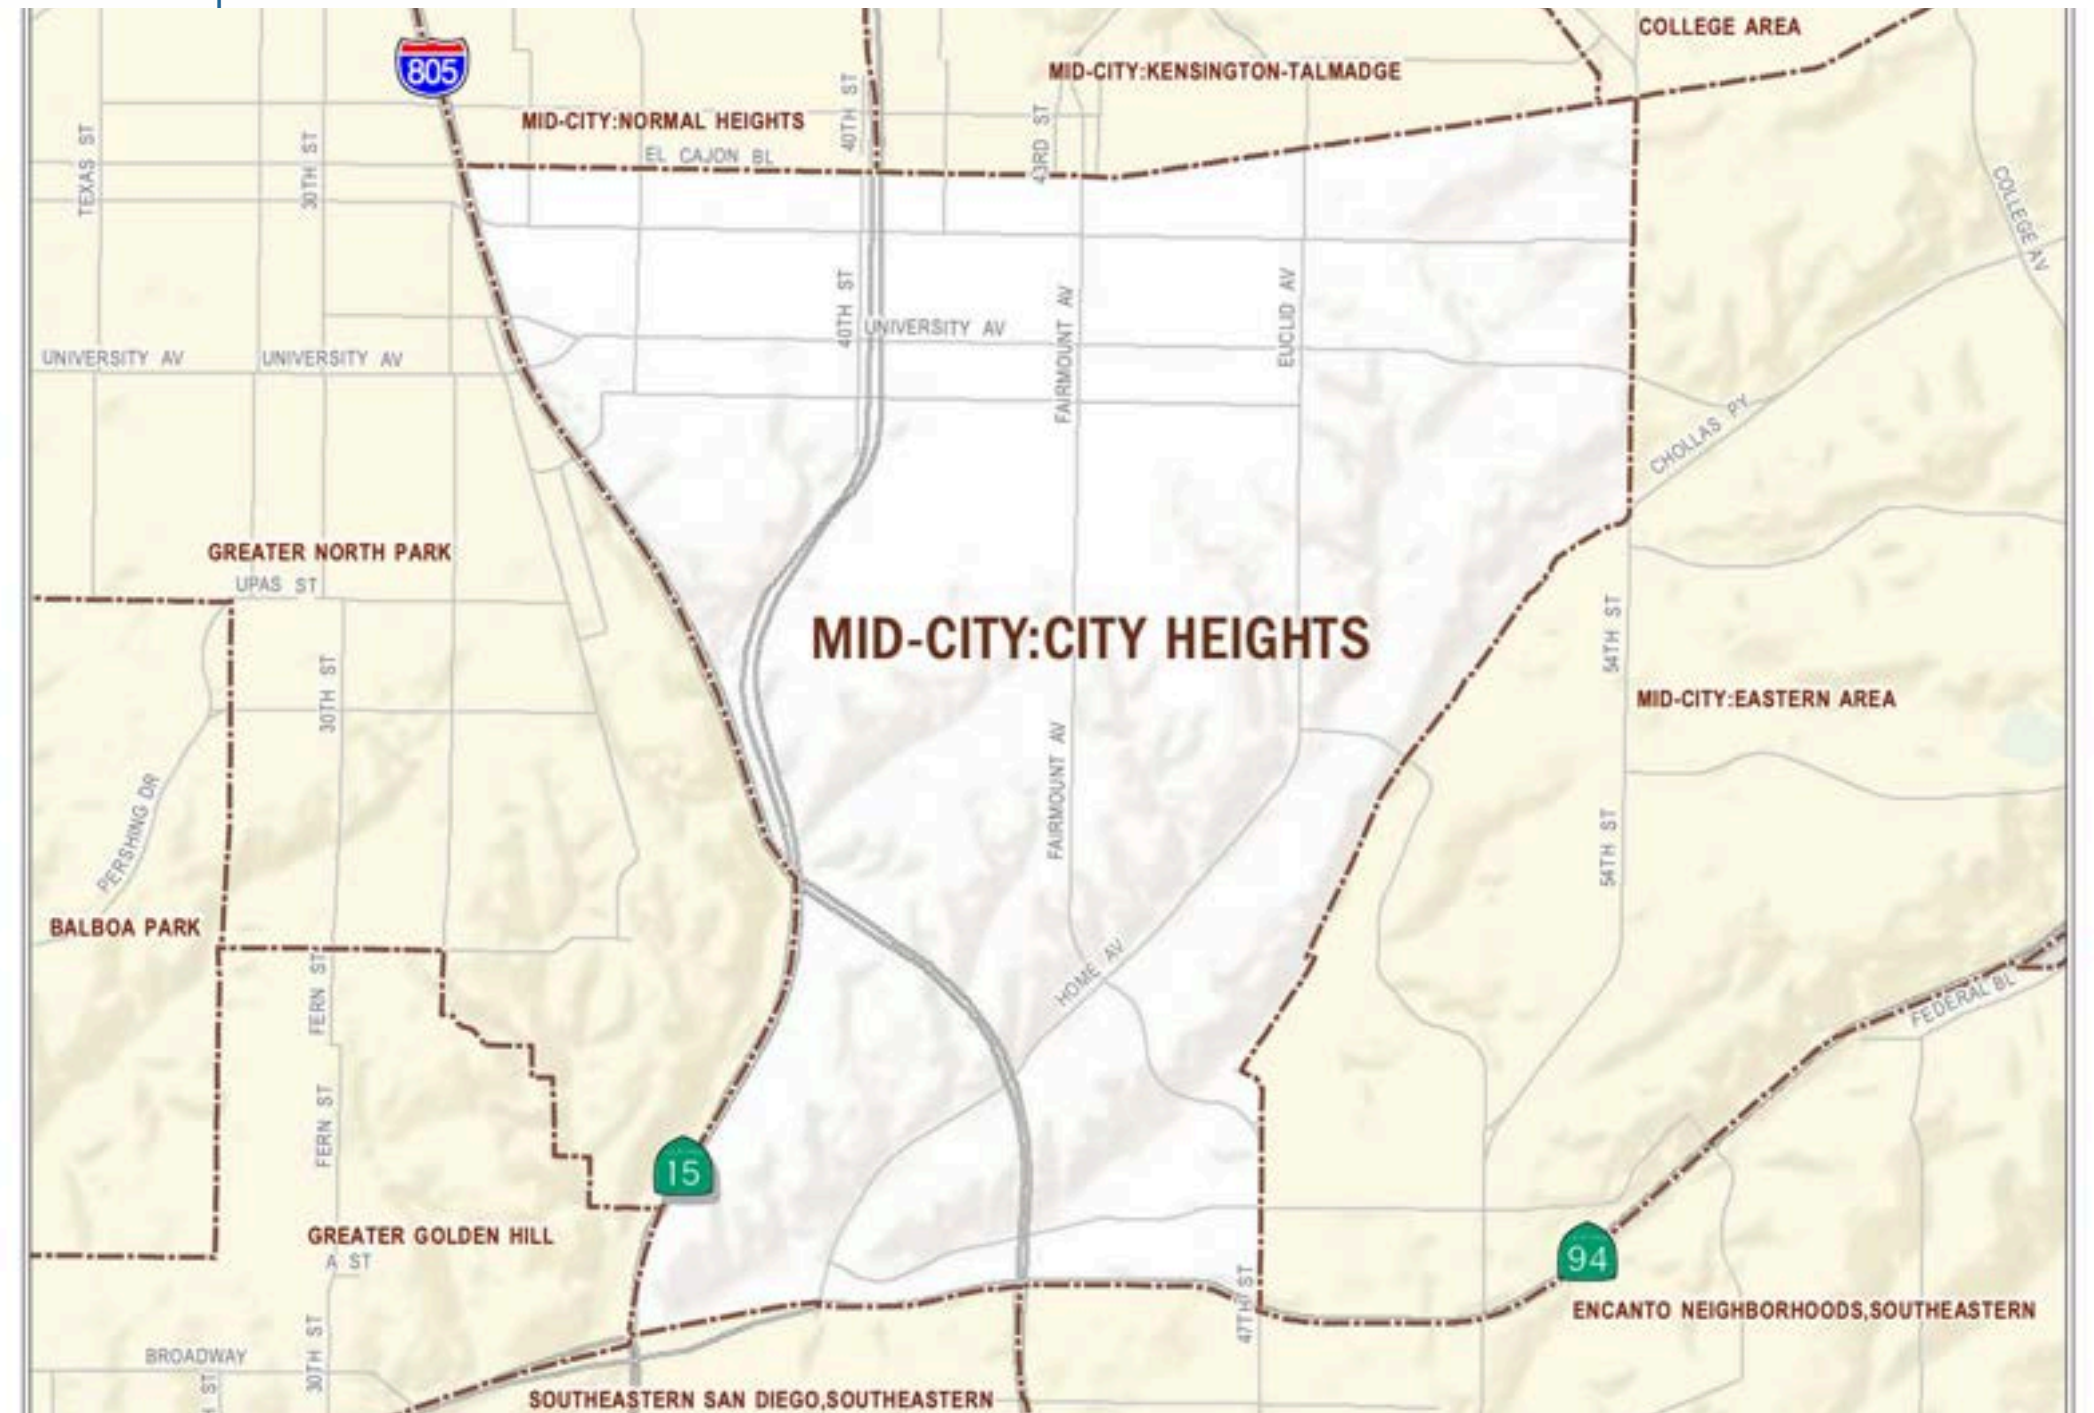 COLLEGE AREA
805
MID-CITY:KENSINGTON-TALMADGE
MID-CITY:NORMAL HEIGHTS
40TH ST
43RD ST
EL CAJON BL
TEXAS ST
30TH ST
COLLEGE AV
40TH ST
UNIVERSITY AV
FAIRMOUNT AV
EUCLID AV
UNIVERSITY AV
UNIVERSITY AV
CHOLLAS PY
GREATER NORTH PARK
UPAS ST
MID-CITY:CITY HEIGHTS
54TH ST
30TH ST
MID-CITY:EASTERN AREA
FAIRMOUNT AV
PERSHING DR
54TH ST
BALBOA PARK
HOME AV
FERN ST
FEDERAL BL
FERN ST
15
GREATER GOLDEN HILL
A ST
94
47TH ST
ENCANTO NEIGHBORHOODS,SOUTHEASTERN
30TH ST
BROADWAY
SOUTHEASTERN SAN DIEGO,SOUTHEASTERN